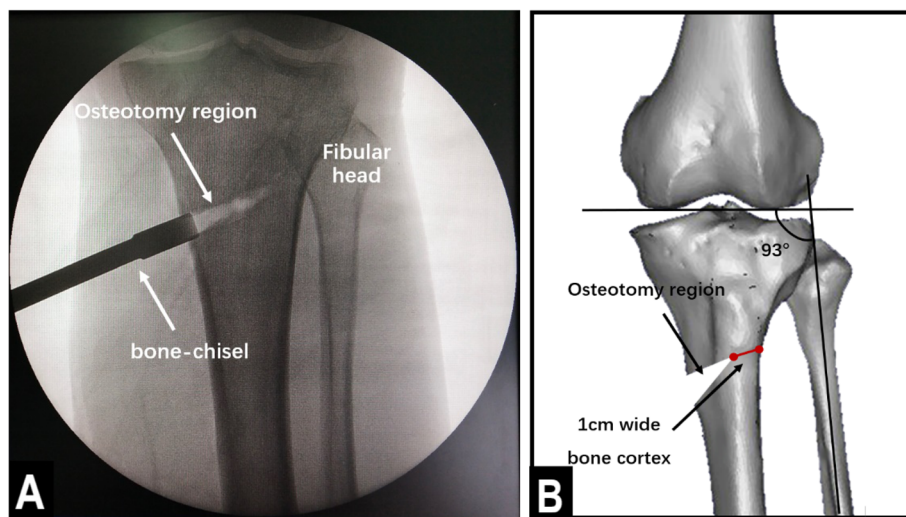 Osteotomy region
Fibular
head
bone-chisel
A
93°
Osteotomy region
1cm wide
bone cortex
B